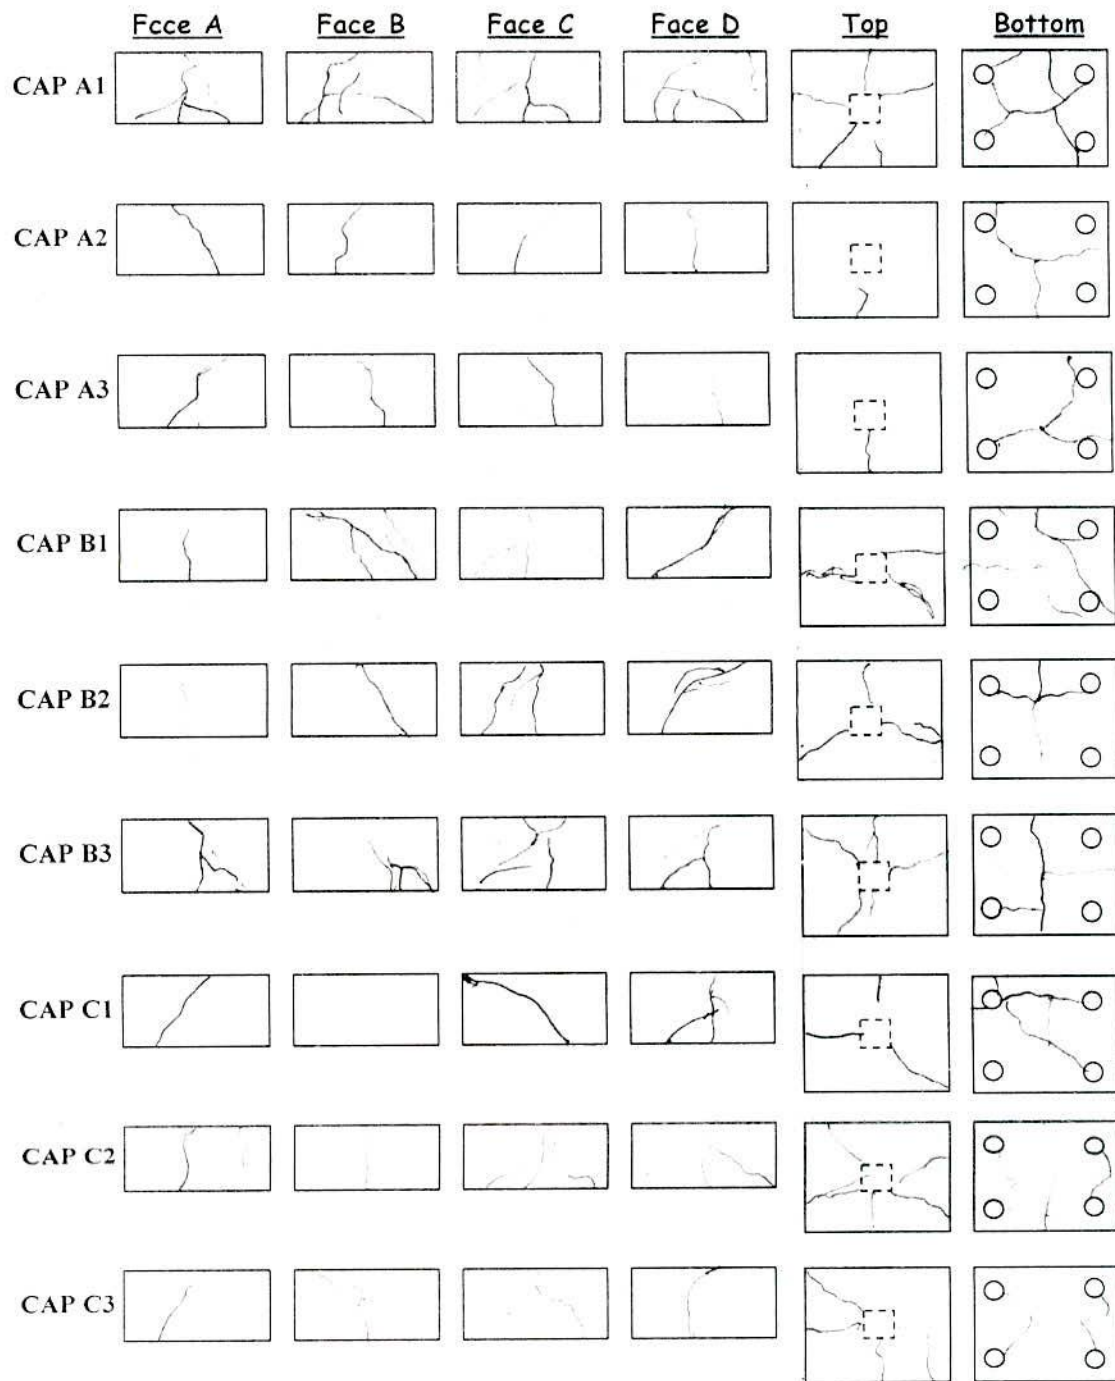 Fcce A Face B Face C Face D Top Bottom
CAP A1
CAP A2
CAP A3
CAP B1
CAP B2
CAP B3
CAP C1
CAP C2
CAP C3